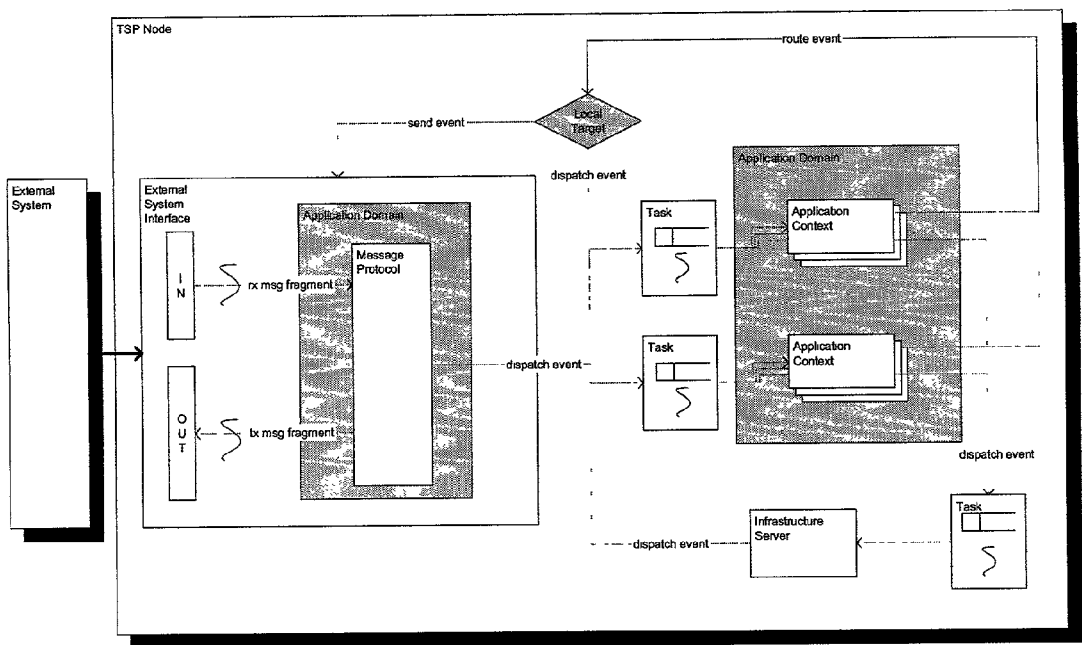 TSP Node
route event
Local
Target
send event
dispatch event
Application Domain
External
System
External
System
Interface
Application Domain
Task
Application
Context
Message
Protocol
I
N
rx msg fragment
Task
Application
Context
dispatch event
O
U
T
tx msg fragment
dispatch event
Task
Infrastructure
Server
dispatch event